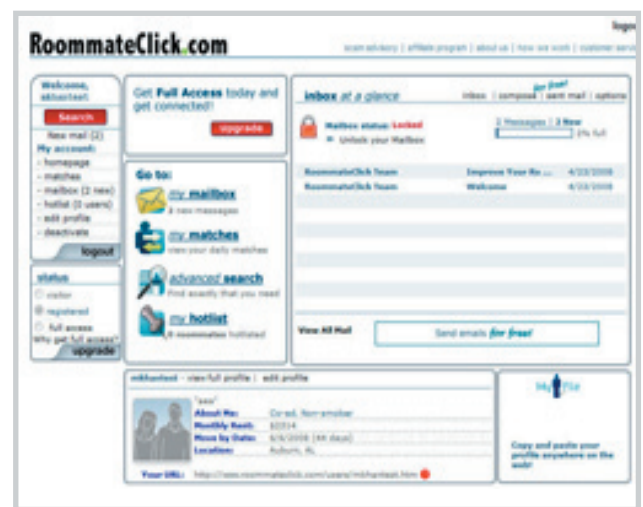 logout
RoommateClick.com
scam advisory | affiliate program | about us | how we work | customer
Welcome,
Search
New mail (2)
My account:
- homepage
- matches
- mailbox (2 new)
- hotlist (0 users)
- edit profile
- deactivate
logout
status
visitor
registered
full access
Why get full access?
upgrade
Get Full Access today and
get connected!
upgrade
Go to:
my mailbox
2 new messages
my matches
view your daily matches
advanced search
Find exactly that you need
my hotlist
0 roommates hotlisted
inbox at a glance
for free!
inbox | compose | sent mail | options
Mailbox status: Locked
Unlock your Mailbox
2 Messages | 2 New
full
RoommateClick Team Improve Your Ro ... 4/23/2008
RoommateClick Team Welcome 4/23/2008
View All Mail
Send emails for free!
view full profile | edit profile
About Me: Co-ed, Non-smoker
Monthly Rent:
Move by Date:
Location: Auburn, AL
Your URL:
Copy and paste your
profile anywhere on the
web!